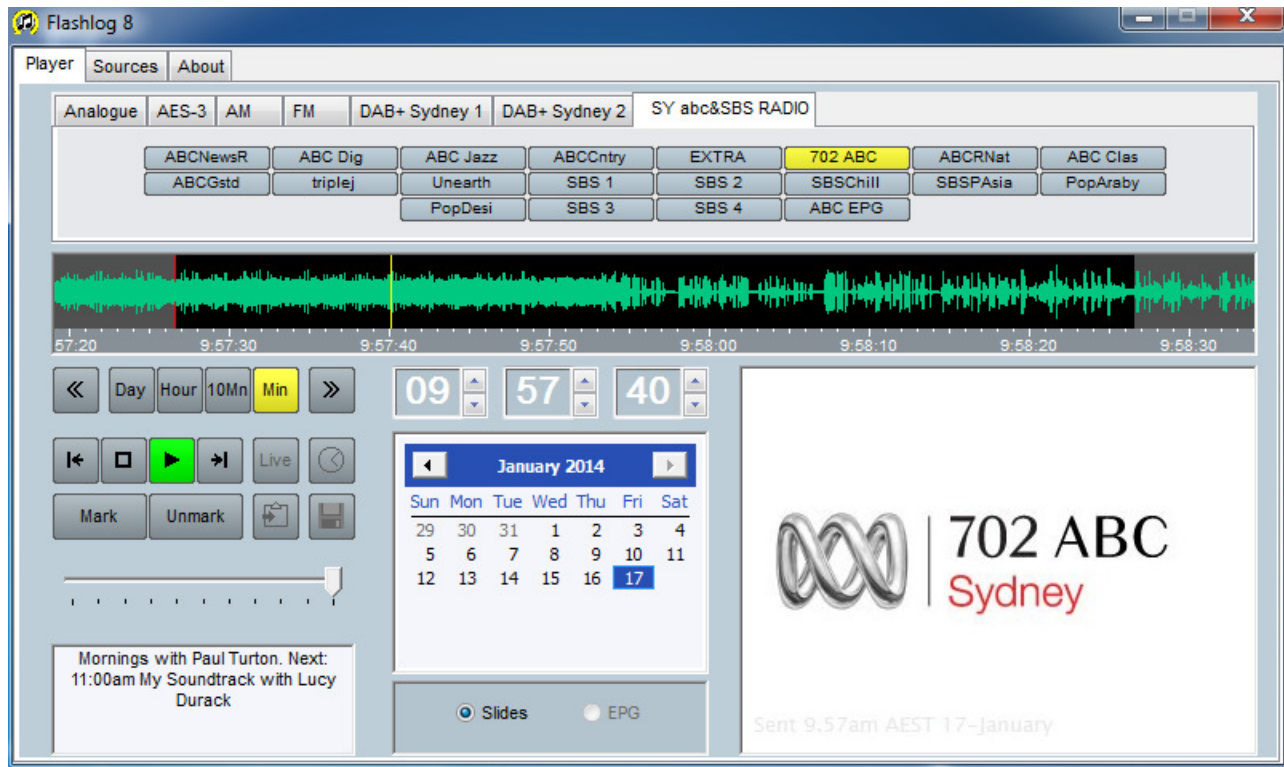 Flashlog 8
Player Sources About
Analogue AES-3 AM FM DAB+ Sydney 1 DAB+ Sydney 2 SY abc&SBS RADIO
ABCNewsR ABC Dig ABC Jazz ABCCntry EXTRA 702 ABC ABCRNat ABC Clas
ABCGstd triplej Unearth SBS 1 SBS 2 SBSChill SBSPAsia PopAraby
PopDesi SBS 3 SBS 4 ABC EPG
57:20 9:57:30 9:57:40 9:57:50 9:58:00 9:58:10 9:58:20 9:58:30
Day Hour 10Mn Min
09 57 40
Live
Mark Unmark
January 2014
Sun Mon Tue Wed Thu Fri Sat
29 30 31 1 2 3 4
5 6 7 8 9 10 11
12 13 14 15 16 17
Mornings with Paul Turton. Next:
11:00am My Soundtrack with Lucy
Durack
Slides EPG
702 ABC
Sydney
Sent 9.57am AEST 17-January